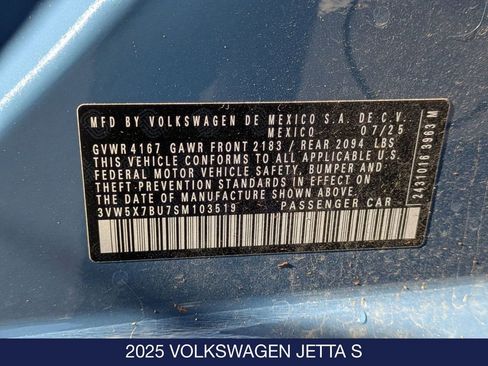 MFD BY VOLKSWAGEN DE MEXICO S.A. DE C.V.
MEXICO 07/25
GVWR 4167 GAWR FRONT 2183 / REAR 2094 LBS
THIS VEHICLE CONFORMS TO ALL APPLICABLE
FEDERAL MOTOR VEHICLE SAFETY, BUMPER AND
THEFT PREVENTION STANDARDS IN EFFECT ON
THE DATE OF MANUFACTURE SHOWN ABOVE.
3VW5X7BU7SM103519 PASSENGER CAR
2431016 3963 M
2025 VOLKSWAGEN JETTA S